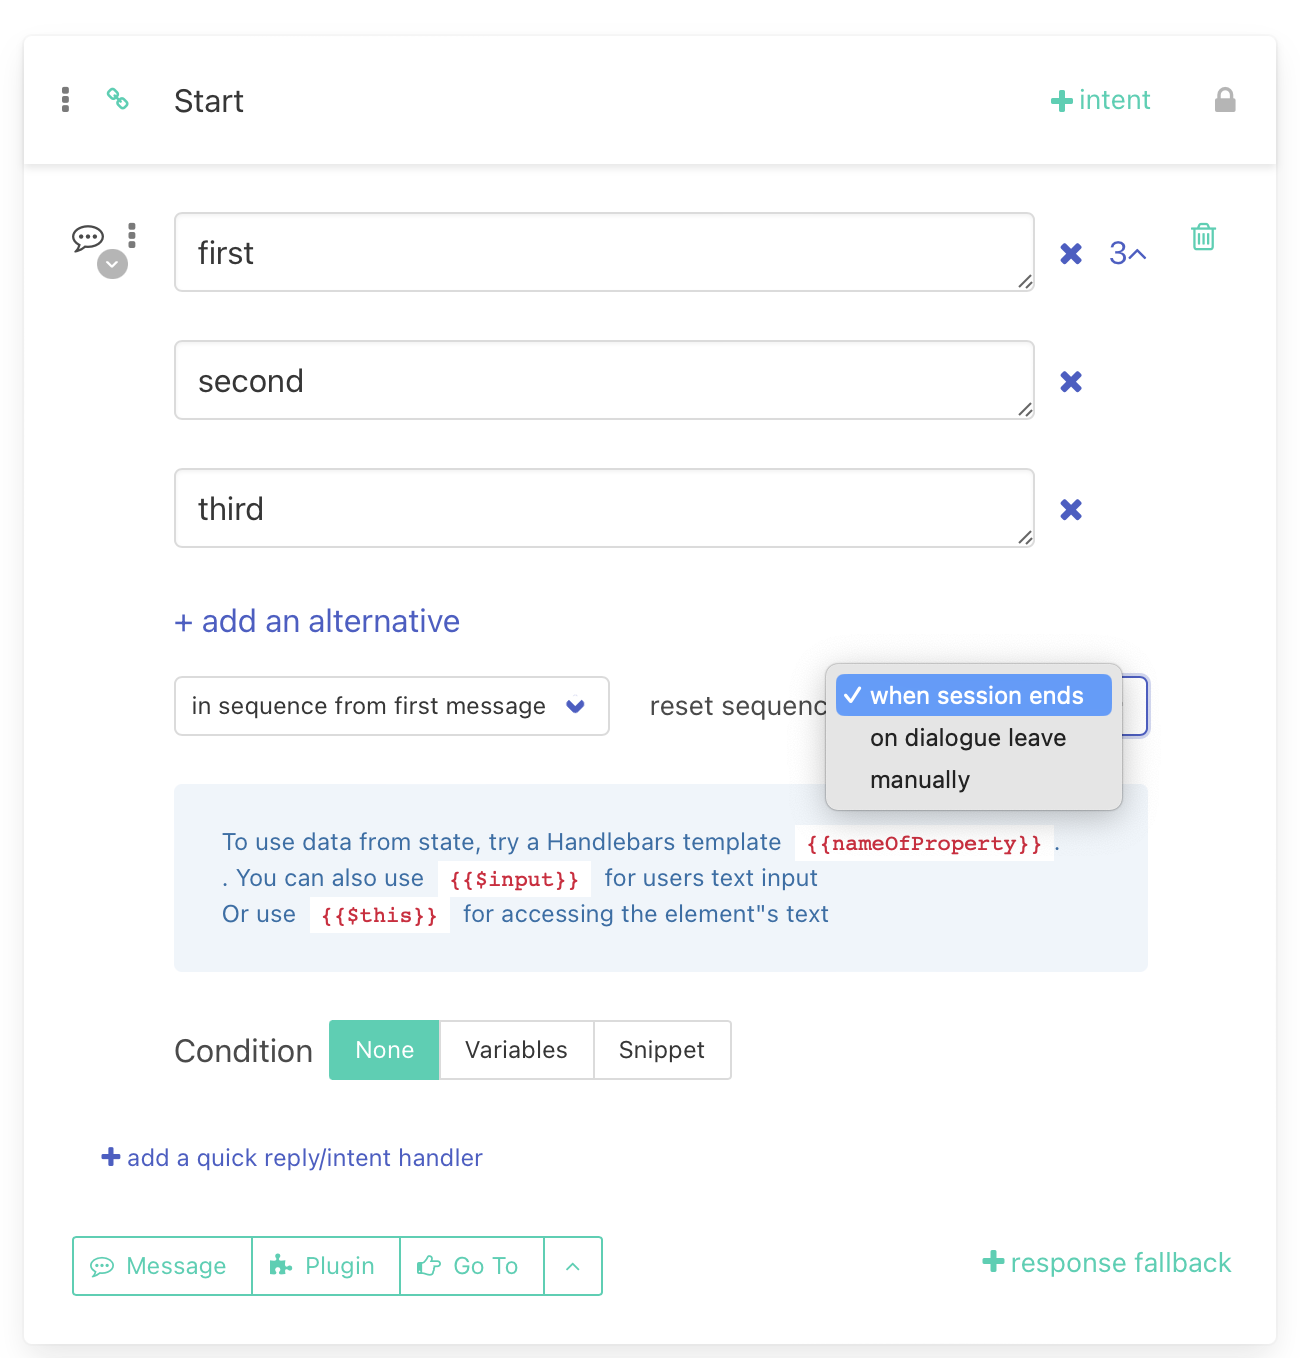 Start
+ intent
first
3
second
third
+ add an alternative
in sequence from first message
reset sequenc
when session ends
on dialogue leave
manually
To use data from state, try a Handlebars template {{nameOfProperty}} .
. You can also use {{$input}} for users text input
Or use {{$this}} for accessing the element"s text
Condition
None
Variables
Snippet
+ add a quick reply/intent handler
Message
Plugin
Go To
+ response fallback